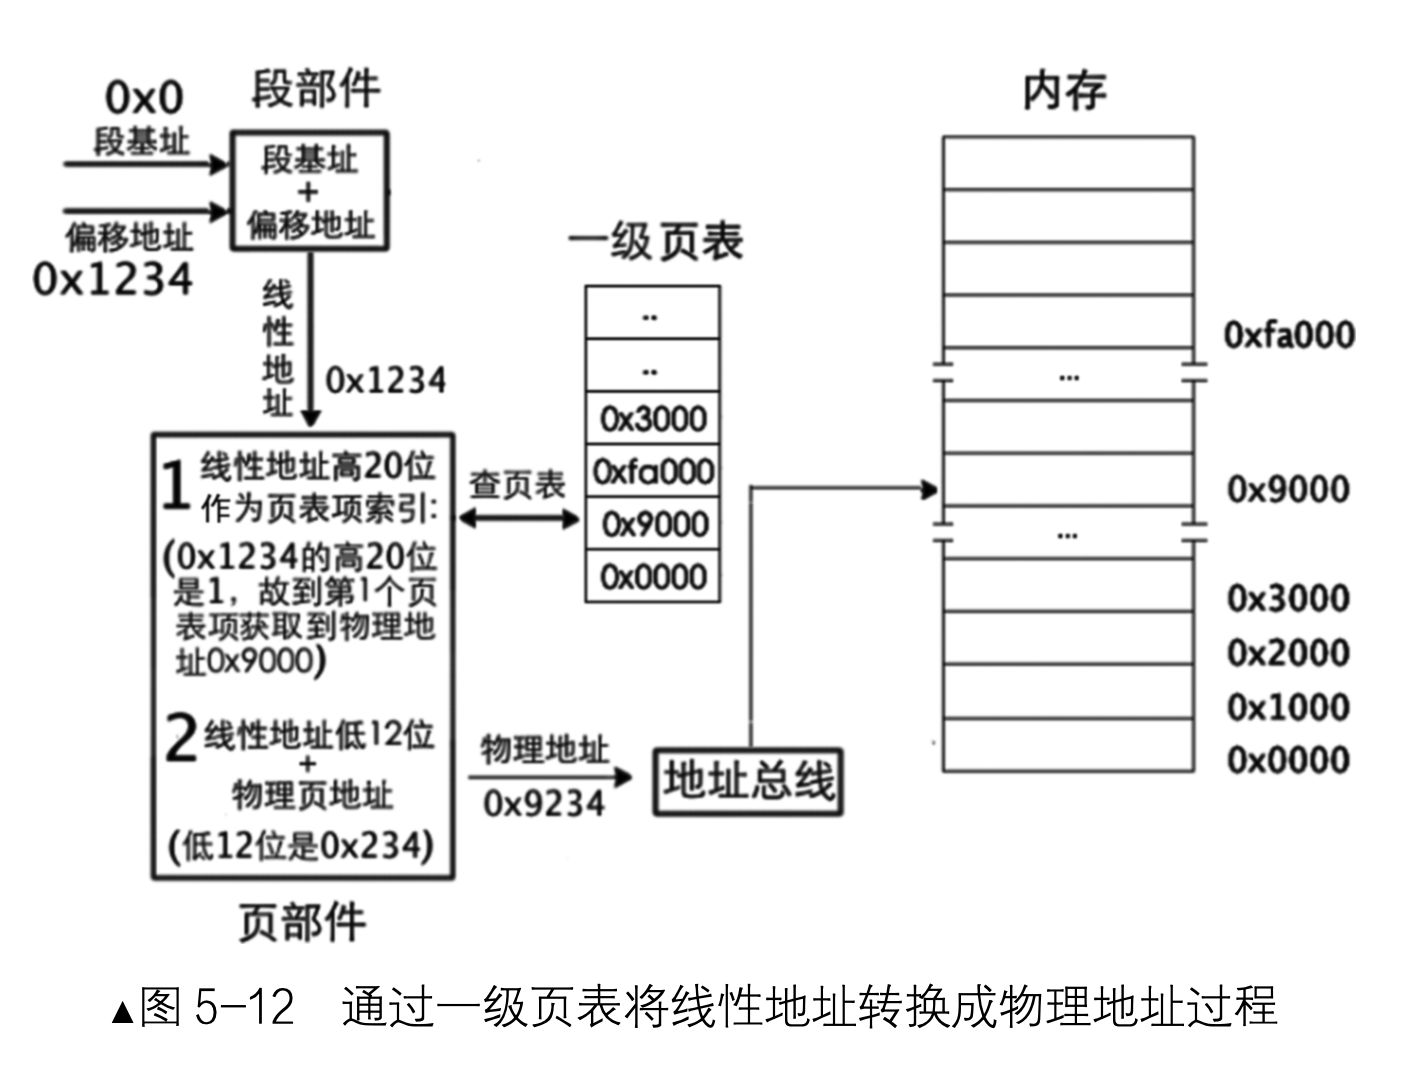 0x0
段基址
偏移地址
0x1234
段部件
段基址
+
偏移地址
线性地址
0x1234
1 线性地址高20位
作为页表项索引:
(0x1234的高20位
是1，故到第1个页
表项获取到物理地
址0x9000)
2 线性地址低12位
+
物理页地址
(低12位是0x234)
页部件
查页表
一级页表
..
..
0x3000
0xfa000
0x9000
0x0000
物理地址
0x9234
地址总线
内存
...
...
0xfa000
0x9000
0x3000
0x2000
0x1000
0x0000
▲图 5-12 通过一级页表将线性地址转换成物理地址过程